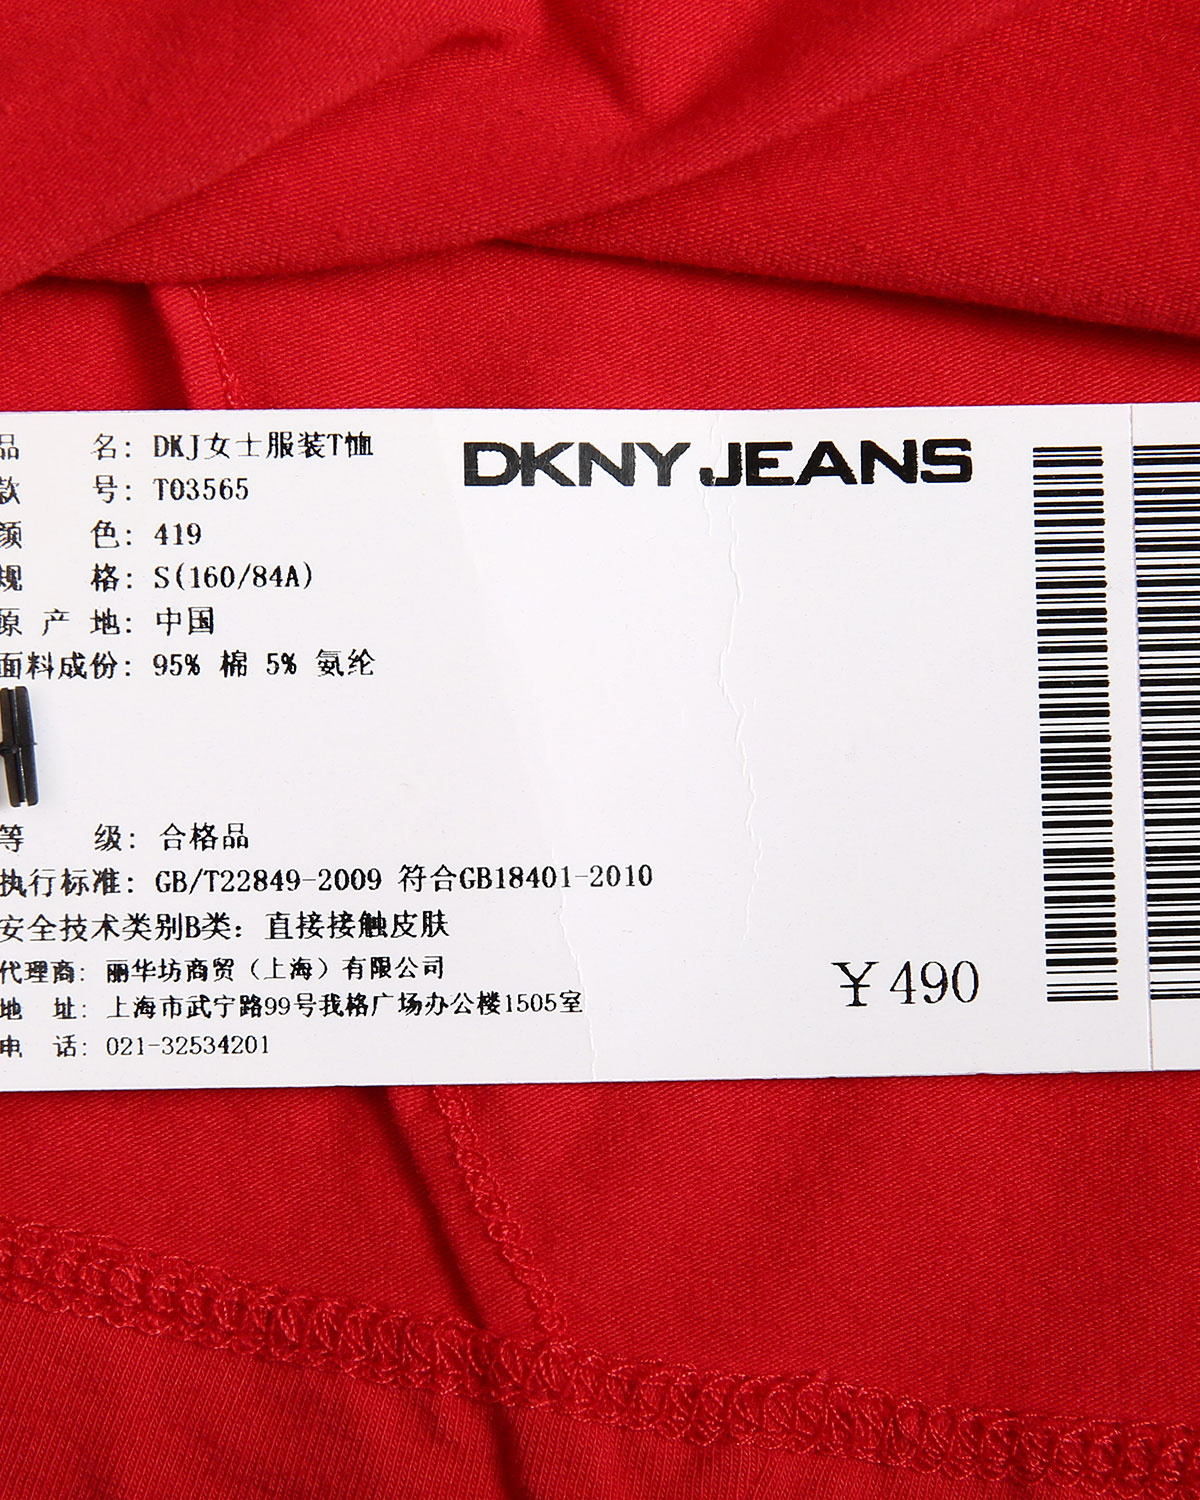 品 名: DKJ女士服装T恤
DKNY JEANS
款 号: T03565
颜 色: 419
规 格: S(160/84A)
原 产 地: 中国
面料成份: 95% 棉 5% 氨纶
等 级: 合格品
执行标准: GB/T22849-2009 符合GB18401-2010
安全技术类别B类: 直接接触皮肤
代理商: 丽华坊商贸（上海）有限公司
地 址: 上海市武宁路99号我格广场办公楼1505室
电 话: 021-32534201
¥490